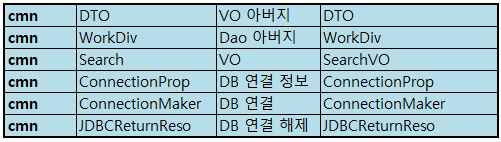 cmn DTO VO 아버지 DTO
cmn WorkDiv Dao 아버지 WorkDiv
cmn Search VO SearchVO
cmn ConnectionProp DB 연결 정보 ConnectionProp
cmn ConnectionMaker DB 연결 ConnectionMaker
cmn JDBCReturnReso DB 연결 해제 JDBCReturnReso